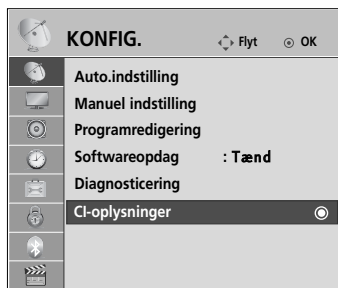 KONFIG. Flyt OK
Auto.indstilling
Manuel indstilling
Programredigering
Softwareopdag : Tænd
Diagnosticering
CI-oplysninger